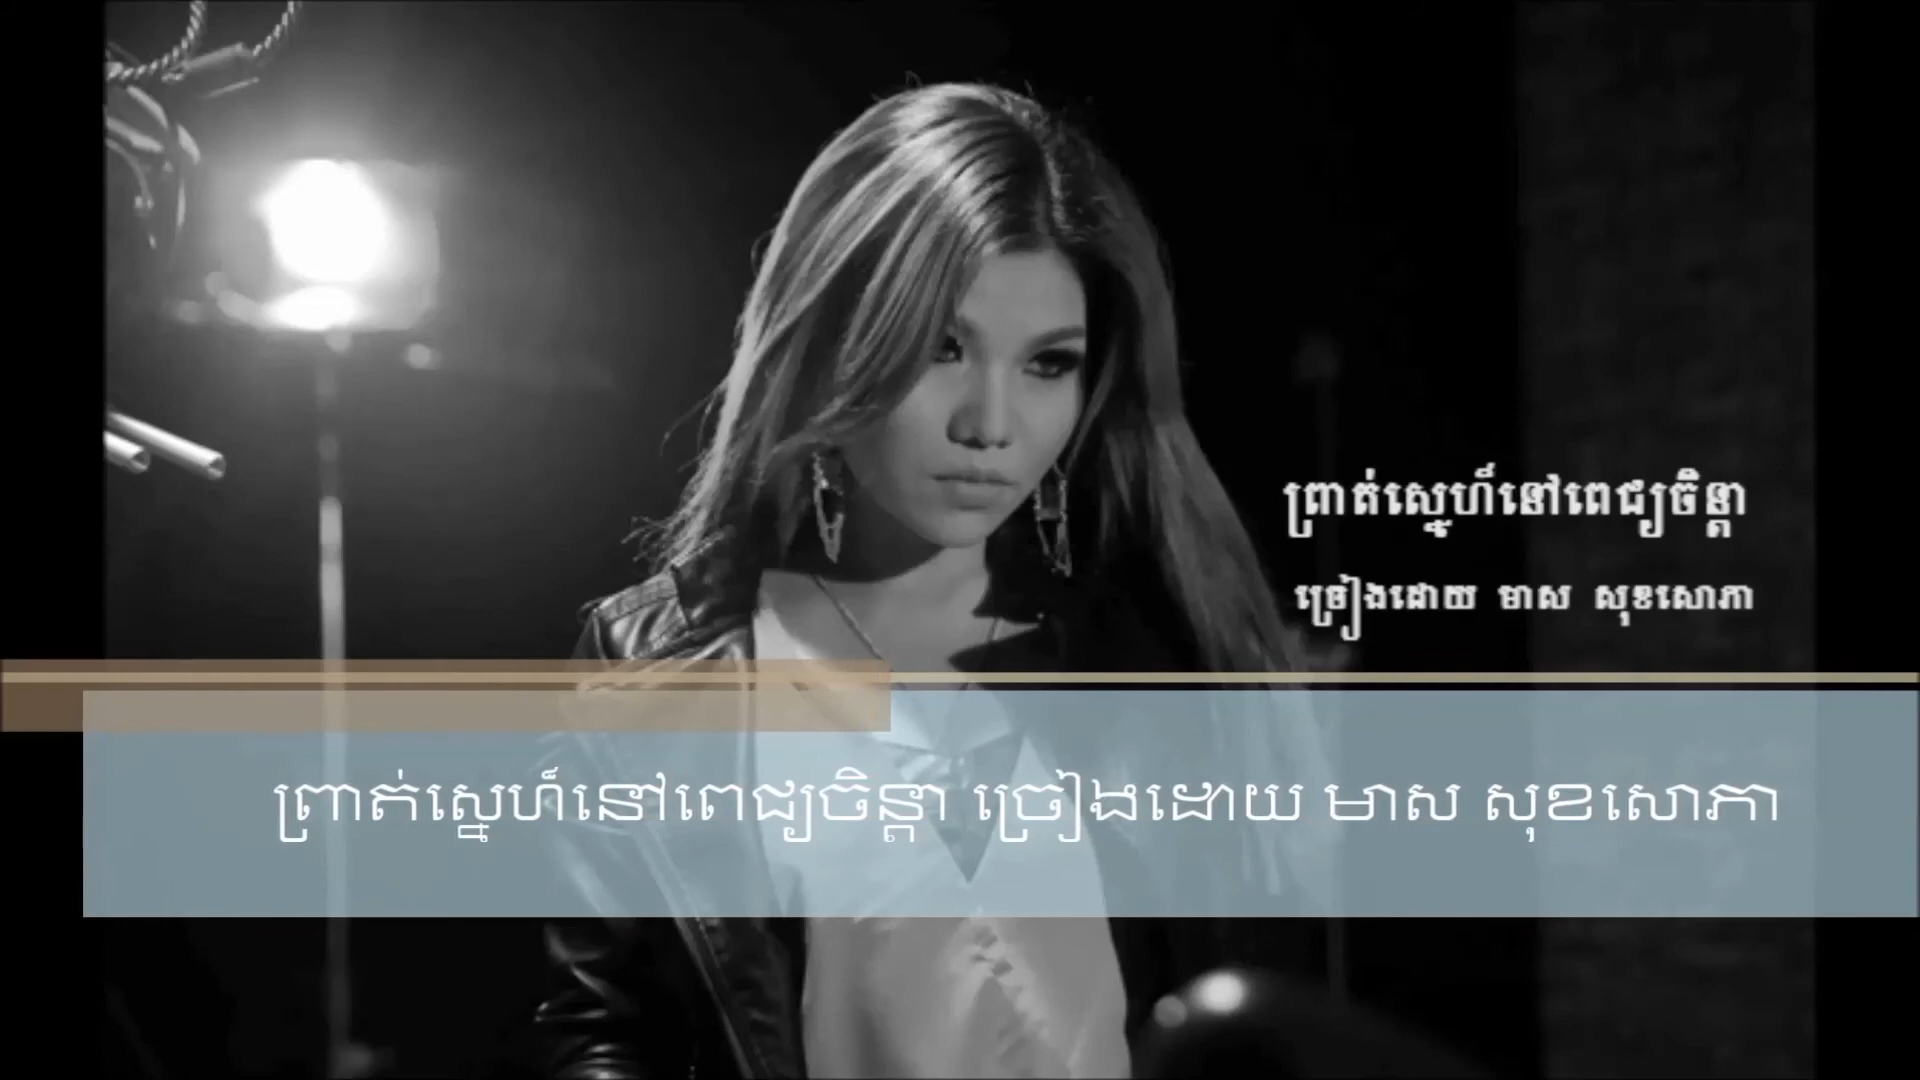 ព្រាត់ស្នេហ៍នៅពេជ្យចិន្តា
ច្រៀងដោយ មាស សុខសោភា
ព្រាត់ស្នេហ៍នៅពេជ្យចិន្តា ច្រៀងដោយ មាស សុខសោភា